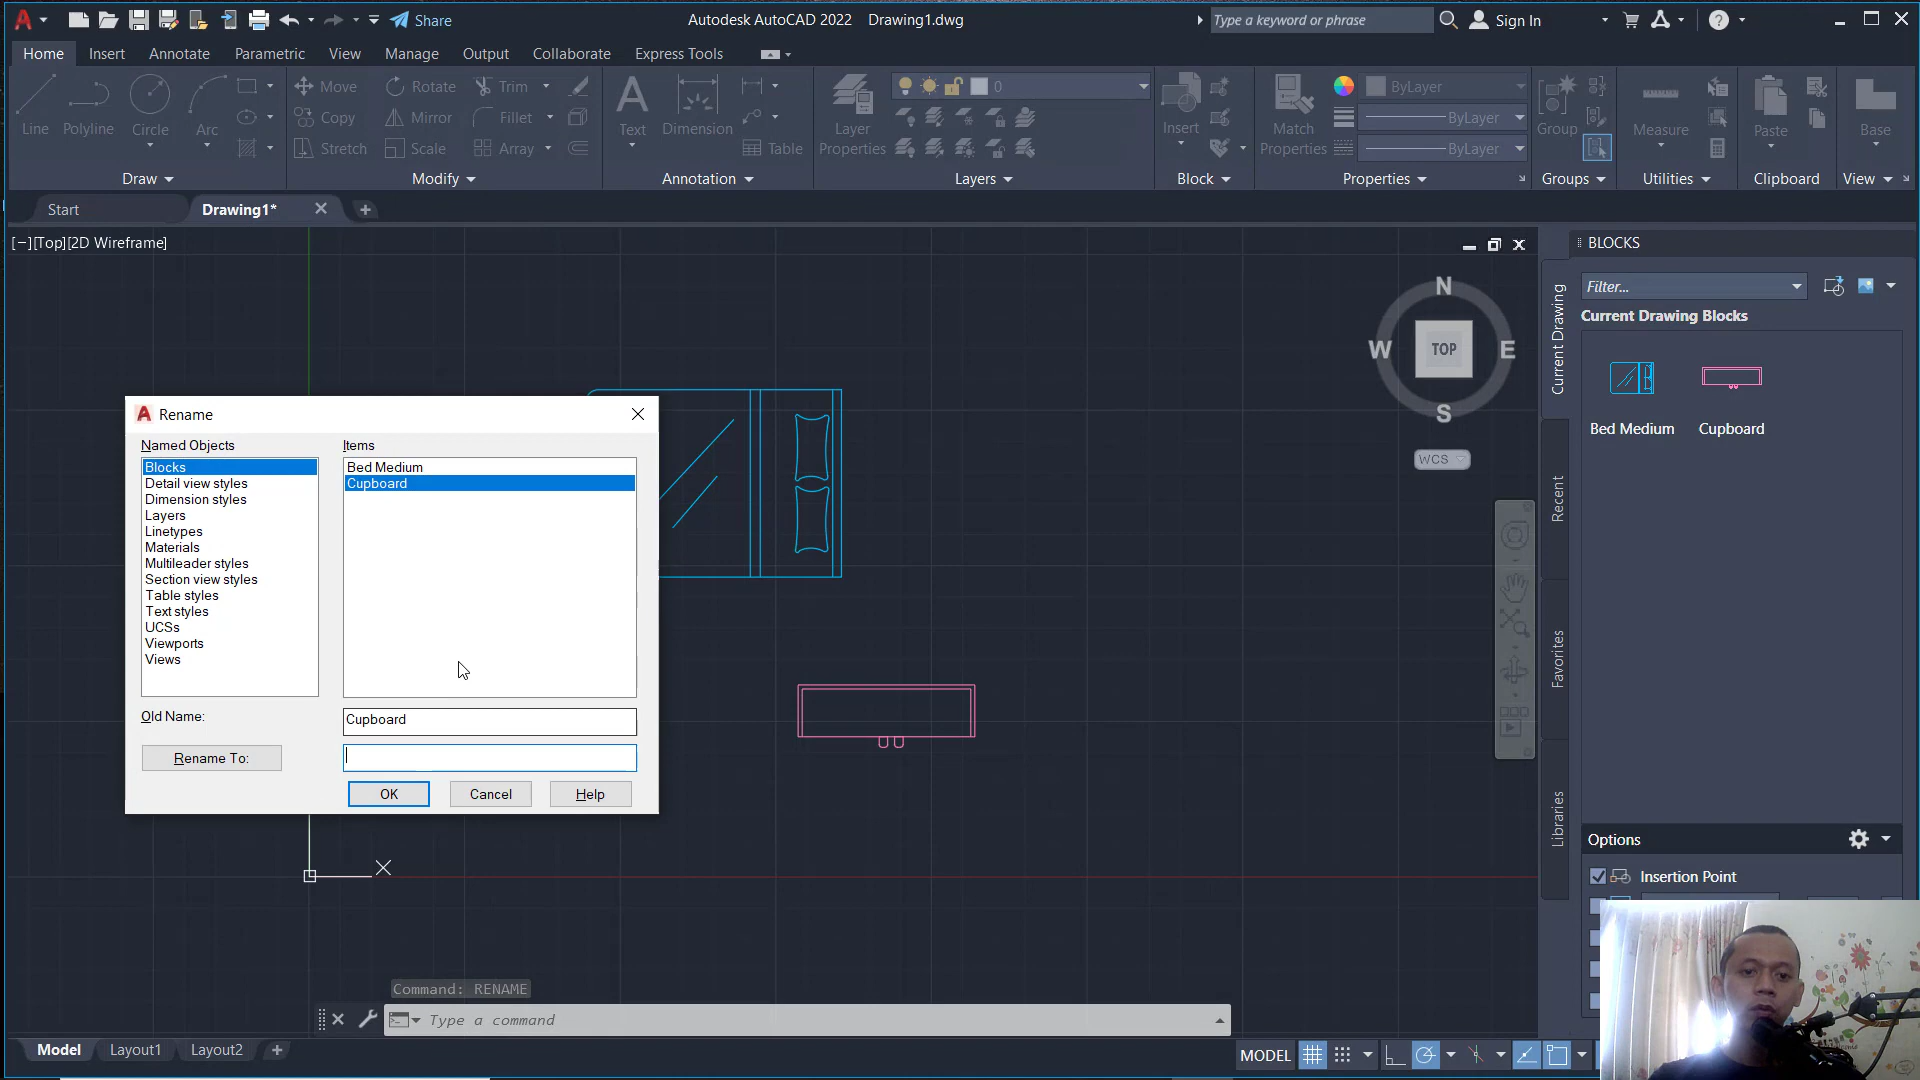 Share
Autodesk AutoCAD 2022 Drawing1.dwg
Type a keyword or phrase
Sign In
Home Insert Annotate Parametric View Manage Output Collaborate Express Tools
Line Polyline Circle Arc
Move Rotate Trim
Copy Mirror Fillet
Stretch Scale Array
Text Dimension Table
Layer Properties
0
Insert
Match Properties
ByLayer
ByLayer
ByLayer
Group
Measure
Paste
Base
Draw Modify Annotation Layers Block Properties Groups Utilities Clipboard View
Start Drawing1*
[−][Top][2D Wireframe]
N
W TOP E
S
WCS
BLOCKS
Filter...
Current Drawing Blocks
Bed Medium Cupboard
Current Drawing
Recent
Favorites
Libraries
Options
Insertion Point
Rename
Named Objects
Blocks
Detail view styles
Dimension styles
Layers
Linetypes
Materials
Multileader styles
Section view styles
Table styles
Text styles
UCSs
Viewports
Views
Items
Bed Medium
Cupboard
Old Name:
Cupboard
Rename To:
OK Cancel Help
X
Command: RENAME
Type a command
Model Layout1 Layout2
MODEL